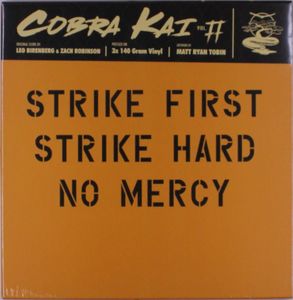 COBRA KAI VOL. II
ORIGINAL SCORE BY
LEO BIRENBERG & ZACH ROBINSON
PRESSED ON
2x 140 Gram Vinyl
ARTWORK BY
MATT RYAN TOBIN
STRIKE FIRST
STRIKE HARD
NO MERCY